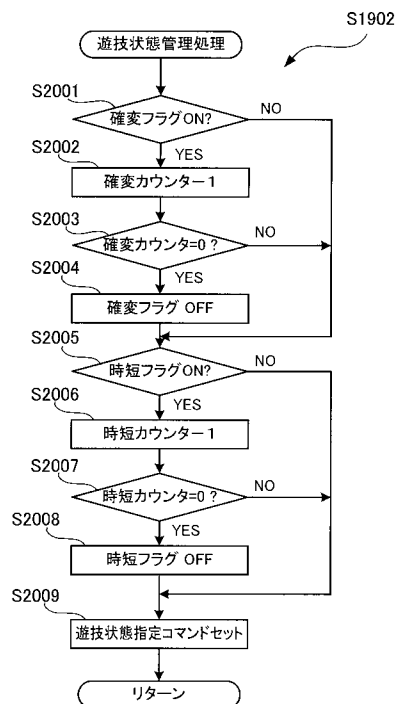 S1902
遊技状態管理処理
S2001
確変フラグON?
NO
YES
S2002
確変カウンター1
S2003
確変カウンタ=0?
NO
YES
S2004
確変フラグ OFF
S2005
時短フラグON?
NO
YES
S2006
時短カウンター1
S2007
時短カウンタ=0?
NO
YES
S2008
時短フラグ OFF
S2009
遊技状態指定コマンドセット
リターン